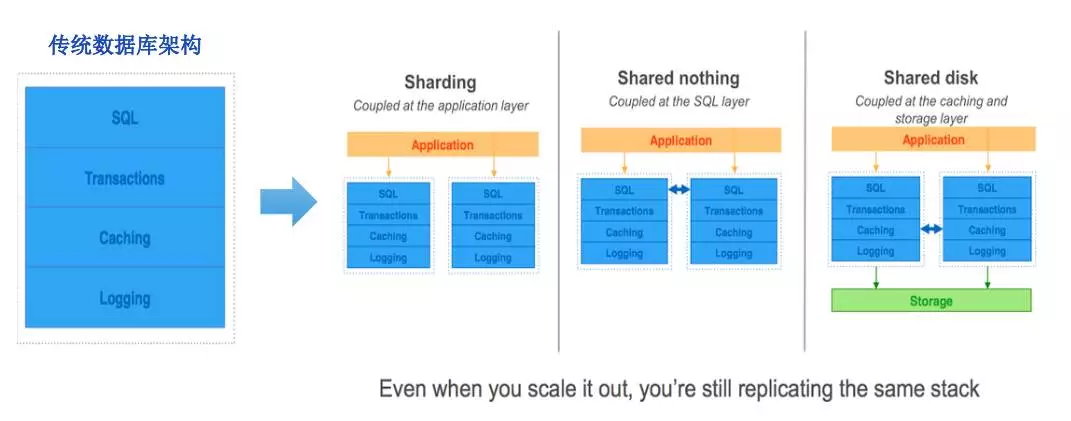 传统数据库架构
SQL
Transactions
Caching
Logging
Sharding
Coupled at the application layer
Application
SQL
Transactions
Caching
Logging
SQL
Transactions
Caching
Logging
Shared nothing
Coupled at the SQL layer
Application
SQL
Transactions
Caching
Logging
SQL
Transactions
Caching
Logging
Shared disk
Coupled at the caching and
storage layer
Application
SQL
Transactions
Caching
Logging
SQL
Transactions
Caching
Logging
Storage
Even when you scale it out, you’re still replicating the same stack